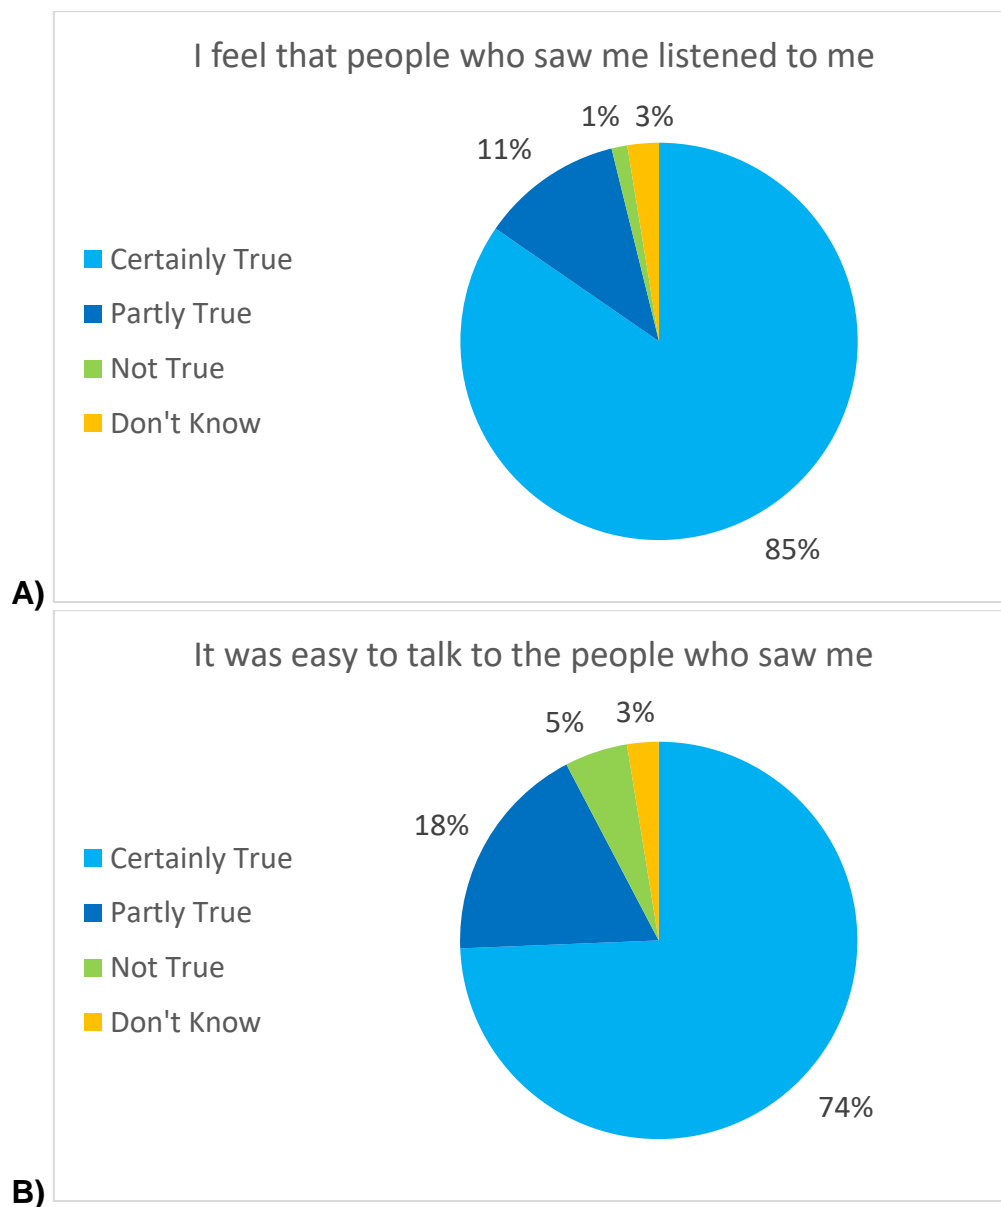 I feel that people who saw me listened to me
1% 3%
11%
Certainly True
Partly True
Not True
Don't Know
85%
A)
It was easy to talk to the people who saw me
5% 3%
18%
Certainly True
Partly True
Not True
Don't Know
74%
B)